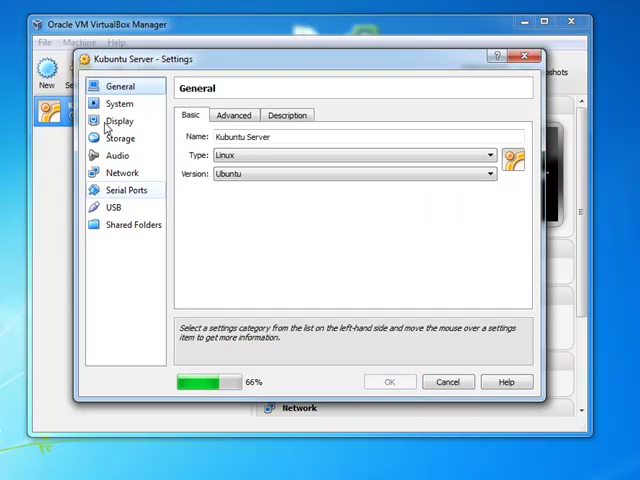 Oracle VM VirtualBox Manager
File Machine Help
Kubuntu Server - Settings
New
General
System
Display
Storage
Audio
Network
Serial Ports
USB
Shared Folders
General
Basic Advanced Description
Name: Kubuntu Server
Type: Linux
Version: Ubuntu
Select a settings category from the list on the left-hand side and move the mouse over a settings
item to get more information.
66% OK Cancel Help
Network